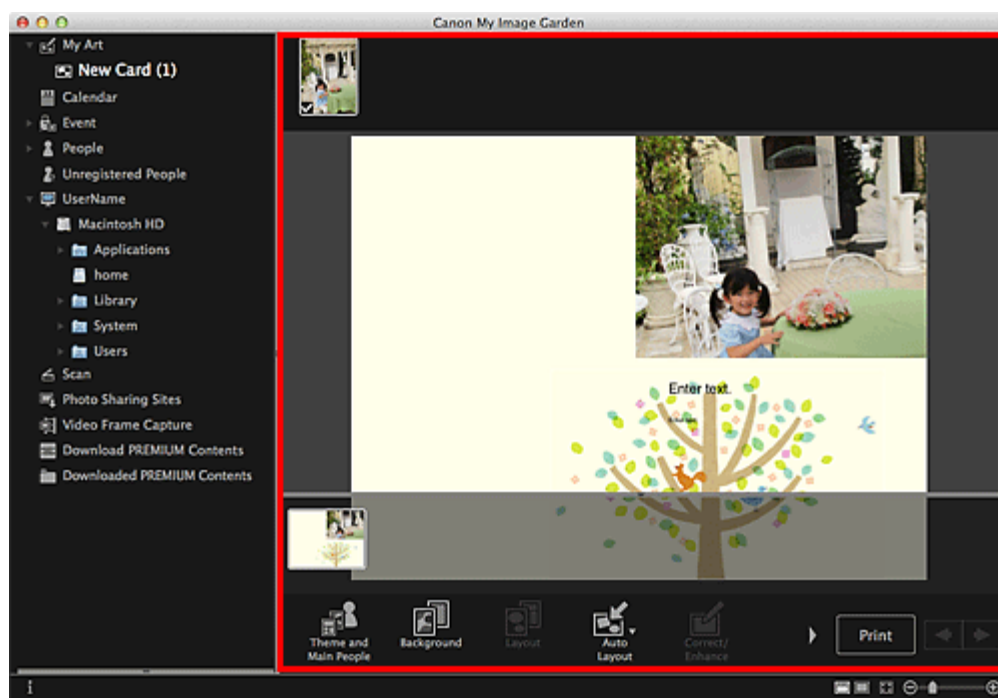 Canon My Image Garden
My Art
New Card (1)
Calendar
Event
People
Unregistered People
UserName
Macintosh HD
Applications
home
Library
System
Users
Scan
Photo Sharing Sites
Video Frame Capture
Download PREMIUM Contents
Downloaded PREMIUM Contents
Enter text.
Theme and
Main People
Background
Layout
Auto
Layout
Correct/
Enhance
Print